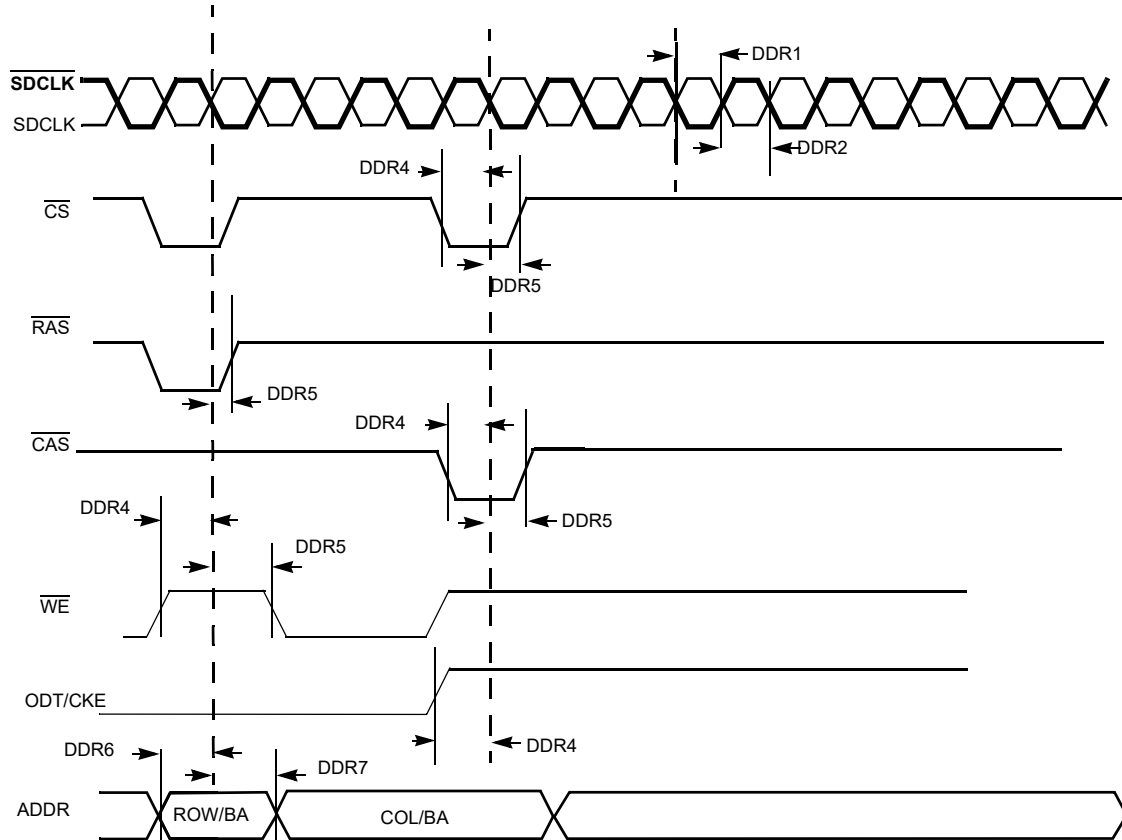 DDR1
SDCLK
SDCLK
DDR2
DDR4
CS
DDR5
RAS
DDR5
DDR4
CAS
DDR4
DDR5
DDR5
WE
ODT/CKE
DDR4
DDR6
DDR7
ADDR
ROW/BA
COL/BA